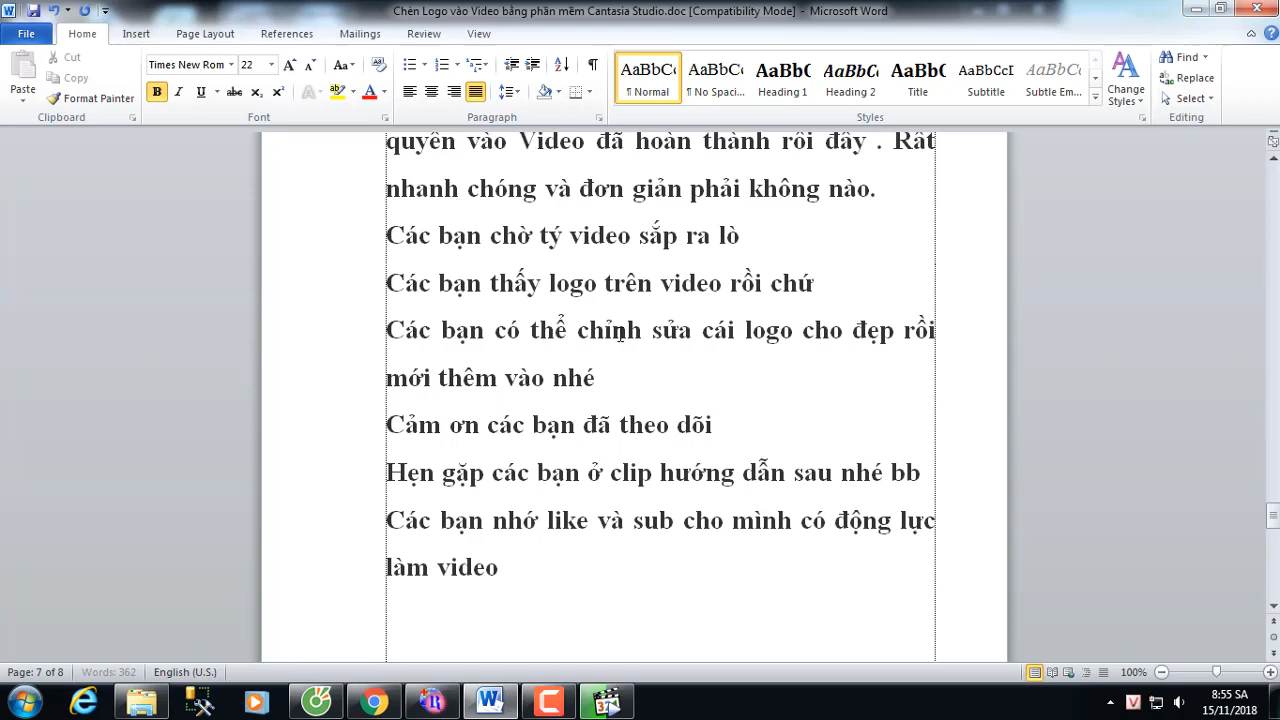 Chèn Logo vào Video bằng phần mềm Cantasia Studio.doc [Compatibility Mode] - Microsoft Word
File Home Insert Page Layout References Mailings Review View
Cut
Copy
Format Painter
Paste
Clipboard
Times New Rom 22
Font
Paragraph
AaBbCc AaBbCc AaBbC AaBbCc AaBbC AaBbCcI AaBbCc
¶ Normal ¶ No Spaci... Heading 1 Heading 2 Title Subtitle Subtle Em...
Styles
Change Styles
Find
Replace
Select
Editing
quyền vào Video đã hoàn thành rồi đây . Rất
nhanh chóng và đơn giản phải không nào.
Các bạn chờ tý video sắp ra lò
Các bạn thấy logo trên video rồi chứ
Các bạn có thể chỉnh sửa cái logo cho đẹp rồi
mới thêm vào nhé
Cảm ơn các bạn đã theo dõi
Hẹn gặp các bạn ở clip hướng dẫn sau nhé bb
Các bạn nhớ like và sub cho mình có động lực
làm video
Page: 7 of 8 Words: 362 English (U.S.) 100%
8:55 SA
15/11/2018